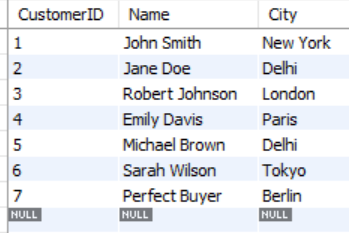 CustomerID Name City
1 John Smith New York
2 Jane Doe Delhi
3 Robert Johnson London
4 Emily Davis Paris
5 Michael Brown Delhi
6 Sarah Wilson Tokyo
7 Perfect Buyer Berlin
NULL NULL NULL